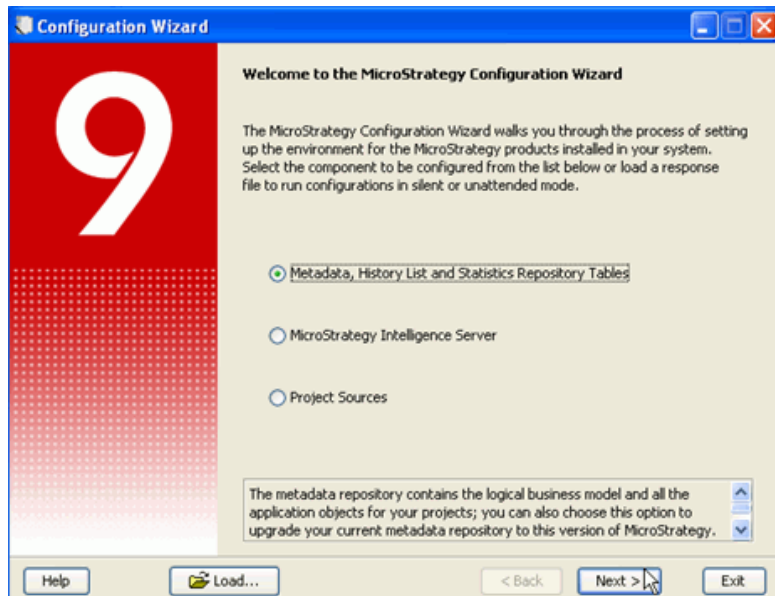 Configuration Wizard
9
Welcome to the MicroStrategy Configuration Wizard
The MicroStrategy Configuration Wizard walks you through the process of setting
up the environment for the MicroStrategy products installed in your system.
Select the component to be configured from the list below or load a response
file to run configurations in silent or unattended mode.
Metadata, History List and Statistics Repository Tables
MicroStrategy Intelligence Server
Project Sources
The metadata repository contains the logical business model and all the
application objects for your projects; you can also choose this option to
upgrade your current metadata repository to this version of MicroStrategy.
Help
Load...
< Back
Next >
Exit